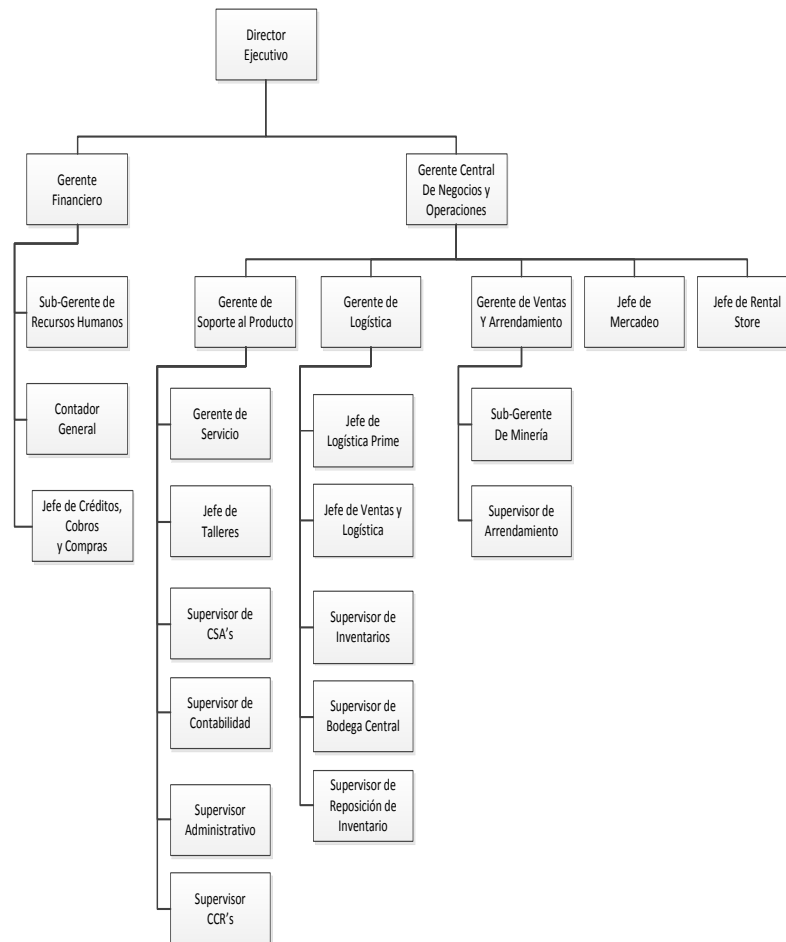 Director
Ejecutivo
Gerente
Financiero
Gerente Central
De Negocios y
Operaciones
Sub-Gerente de
Recursos Humanos
Gerente de
Soporte al Producto
Gerente de
Logística
Gerente de Ventas
Y Arrendamiento
Jefe de
Mercadeo
Jefe de Rental
Store
Contador
General
Jefe de Créditos,
Cobros
y Compras
Gerente de
Servicio
Jefe de
Talleres
Supervisor de
CSA’s
Supervisor de
Contabilidad
Supervisor
Administrativo
Supervisor
CCR’s
Jefe de
Logística Prime
Jefe de Ventas y
Logística
Supervisor de
Inventarios
Supervisor de
Bodega Central
Supervisor de
Reposición de
Inventario
Sub-Gerente
De Minería
Supervisor de
Arrendamiento